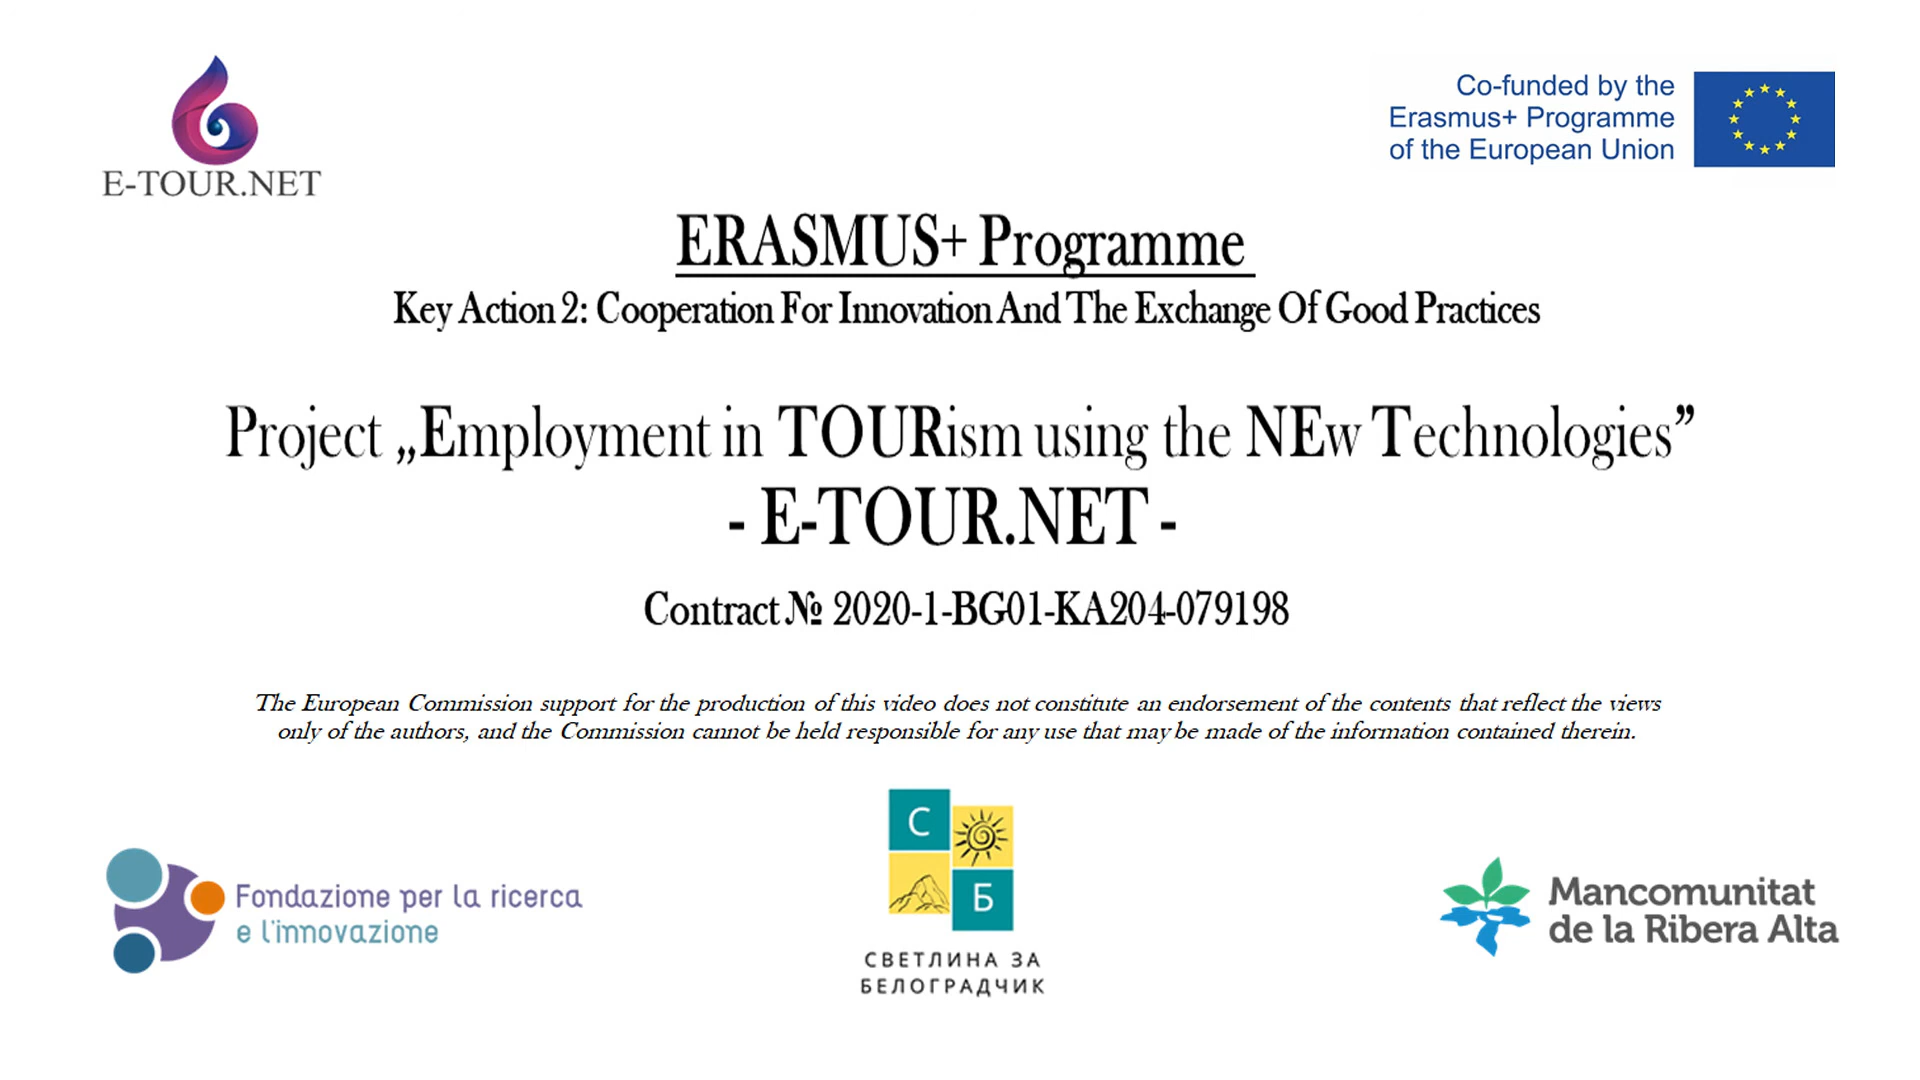 E-TOUR.NET
Co-funded by the
Erasmus+ Programme
of the European Union
ERASMUS+ Programme
Key Action 2: Cooperation For Innovation And The Exchange Of Good Practices
Project „Employment in TOURism using the NEw Technologies”
- E-TOUR.NET -
Contract № 2020-1-BG01-KA204-079198
The European Commission support for the production of this video does not constitute an endorsement of the contents that reflect the views
only of the authors, and the Commission cannot be held responsible for any use that may be made of the information contained therein.
Fondazione per la ricerca
e l'innovazione
С
Б
СВЕТЛИНА ЗА
БЕЛОГРАДЧИК
Mancomunitat
de la Ribera Alta